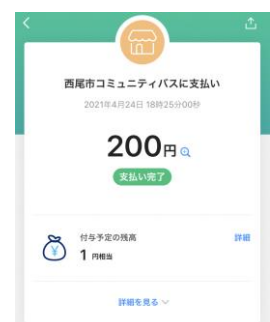 西尾市コミュニティバスに支払い
2021年4月24日 18時25分00秒
200円
支払い完了
付与予定の残高
詳細
1 円相当
詳細を見る